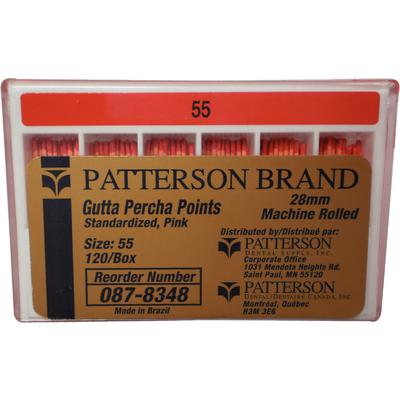 55
PATTERSON BRAND
Gutta Percha Points
Standardized, Pink
28mm
Machine Rolled
Size: 55
120/Box
Reorder Number
087-8348
Made in Brazil
Distributed by/Distribué par:
PATTERSON
DENTAL SUPPLY, INC.
Corporate Office
1031 Mendota Heights Rd.
Saint Paul, MN 55120
PATTERSON
DENTAL/DENTAIRE CANADA, INC.
Montréal, Québec
H3M 3E6